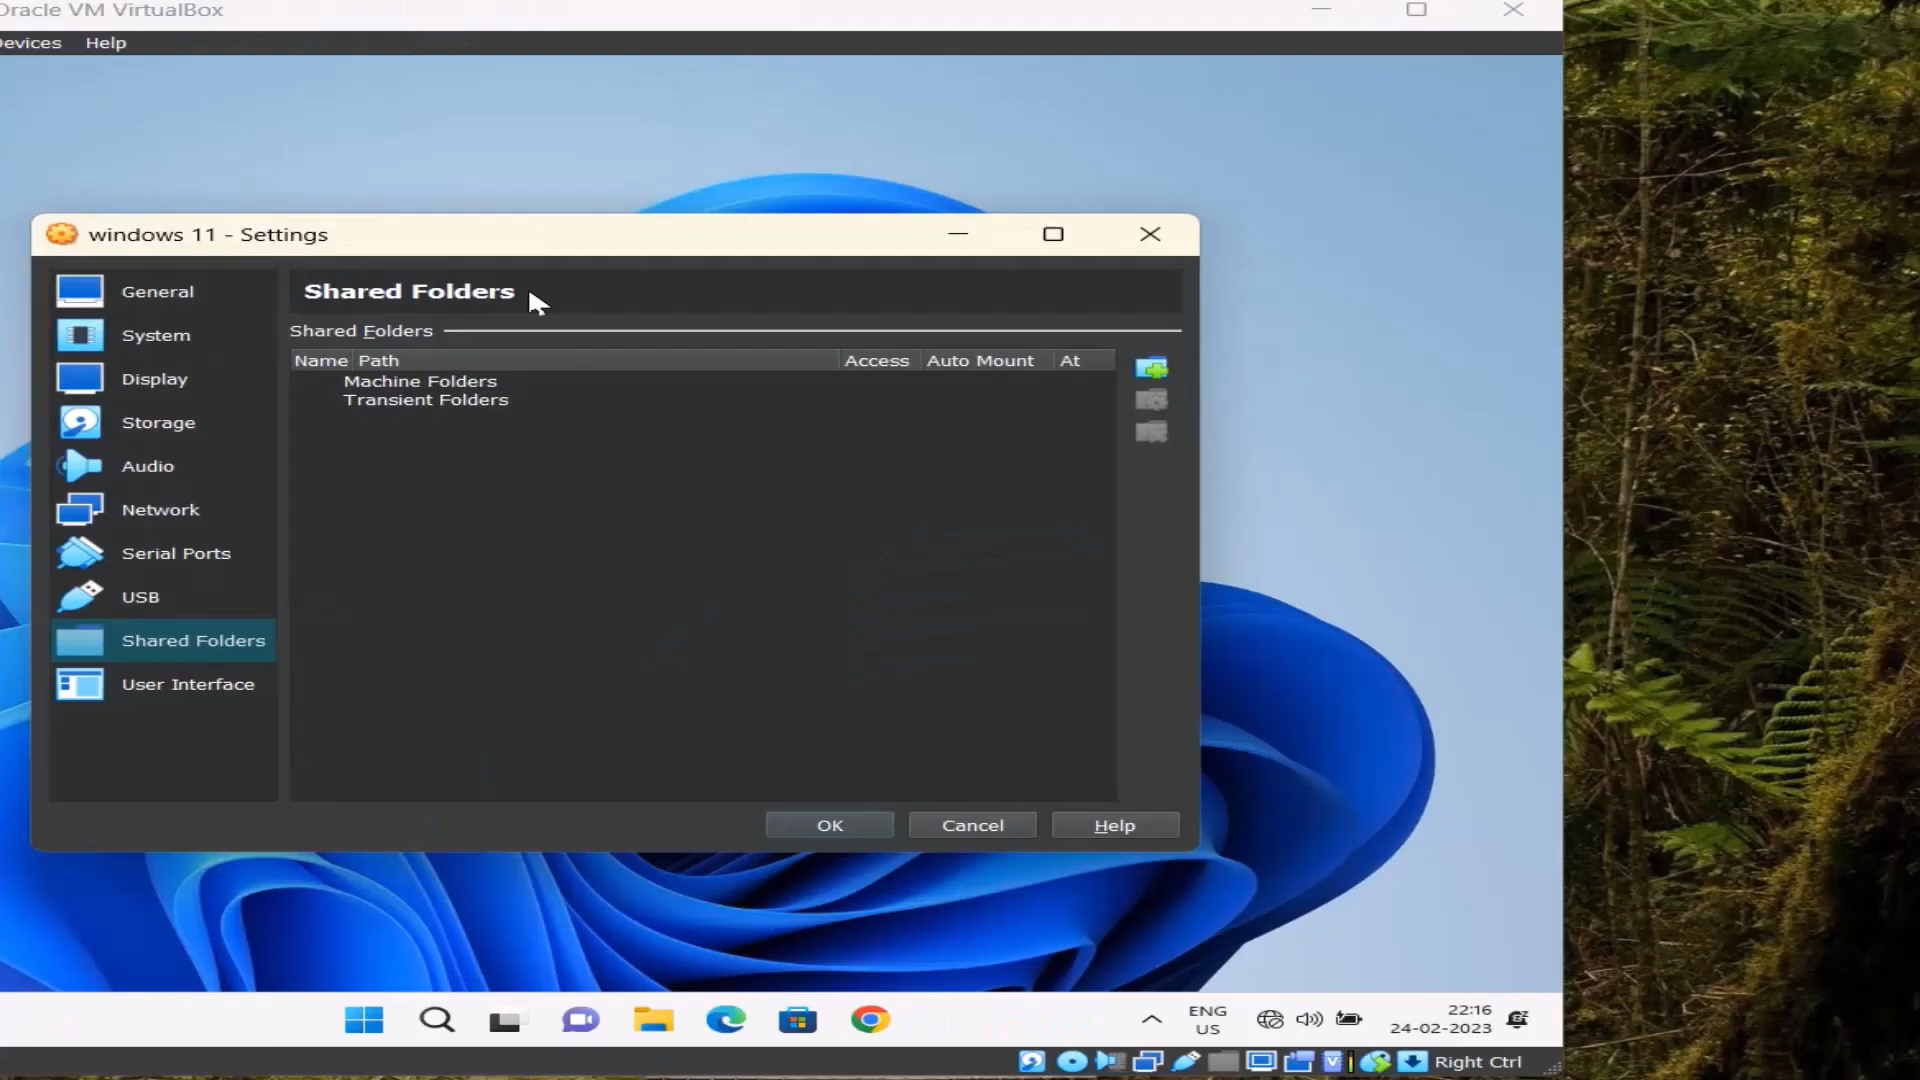 Oracle VM VirtualBox
Devices Help
windows 11 - Settings
General
System
Display
Storage
Audio
Network
Serial Ports
USB
Shared Folders
User Interface
Shared Folders
Shared Folders
Name Path Access Auto Mount At
Machine Folders
Transient Folders
OK Cancel Help
ENG
US
22:16
24-02-2023
Right Ctrl